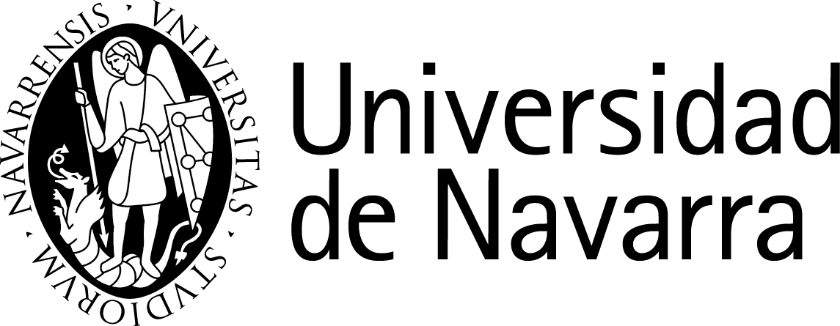 VNIVERSITAS · STVDIORVM · NAVARRENSIS ·
Universidad
de Navarra